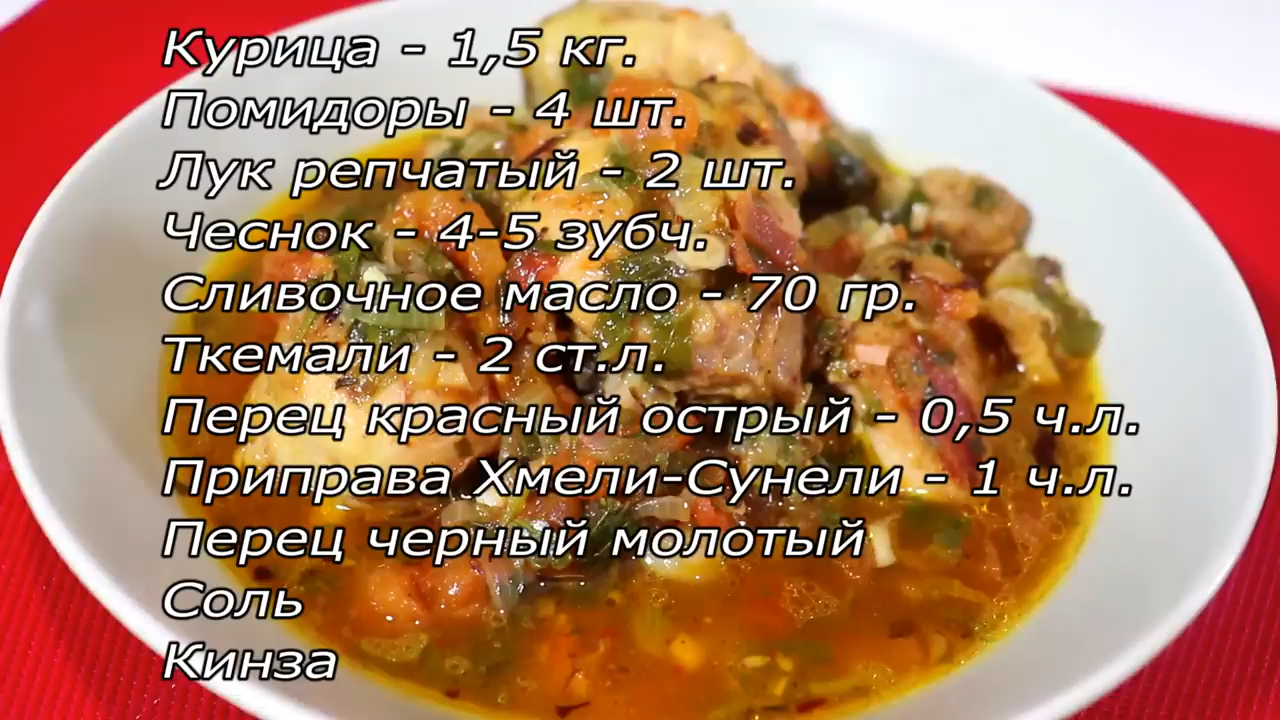 Курица - 1,5 кг.
Помидоры - 4 шт.
Лук репчатый - 2 шт.
Чеснок - 4-5 зубч.
Сливочное масло - 70 гр.
Ткемали - 2 ст.л.
Перец красный острый - 0,5 ч.л.
Приправа Хмели-Сунели - 1 ч.л.
Перец черный молотый
Соль
Кинза